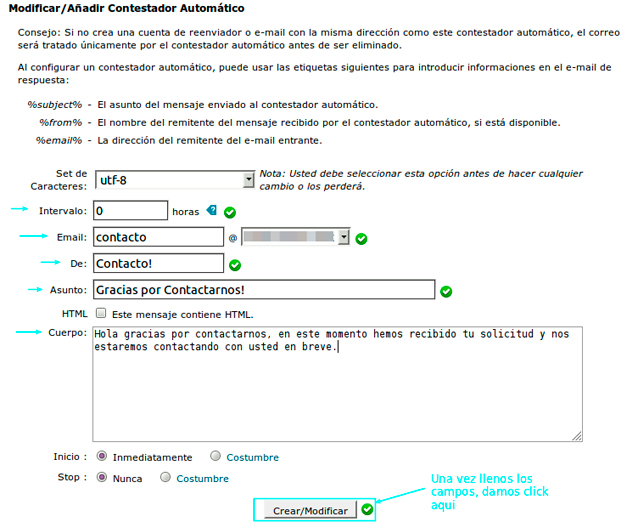 Modificar/Añadir Contestador Automático
Consejo: Si no crea una cuenta de reenviador o e-mail con la misma dirección como este contestador automático, el correo
será tratado únicamente por el contestador automático antes de ser eliminado.
Al configurar un contestador automático, puede usar las etiquetas siguientes para introducir informaciones en el e-mail de
respuesta:
%subject% - El asunto del mensaje enviado al contestador automático.
%from% - El nombre del remitente del mensaje recibido por el contestador automático, si está disponible.
%email% - La dirección del remitente del e-mail entrante.
Set de
Caracteres: utf-8 Nota: Usted debe seleccionar esta opción antes de hacer cualquier
cambio o los perderá.
Intervalo: 0 horas ?
Email: contacto @
De: Contacto!
Asunto: Gracias por Contactarnos!
HTML Este mensaje contiene HTML.
Cuerpo: Hola gracias por contactarnos, en este momento hemos recibido tu solicitud y nos
estaremos contactando con usted en breve.
Inicio : Inmediatamente Costumbre
Stop : Nunca Costumbre
Crear/Modificar
Una vez llenos los
campos, damos click
aqui